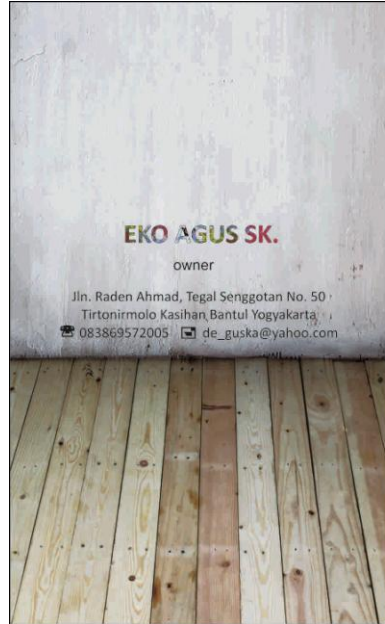 EKO AGUS SK.
owner
Jln. Raden Ahmad, Tegal Senggotan No. 50
Tirtonirmolo Kasihan Bantul Yogyakarta
083869572005 de_guska@yahoo.com